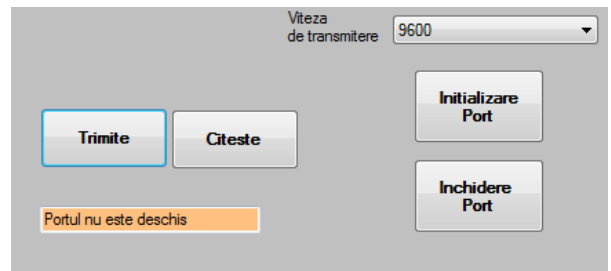 Viteza
de transmitere
9600
Initializare
Port
Trimite
Citeste
Inchidere
Port
Portul nu este deschis